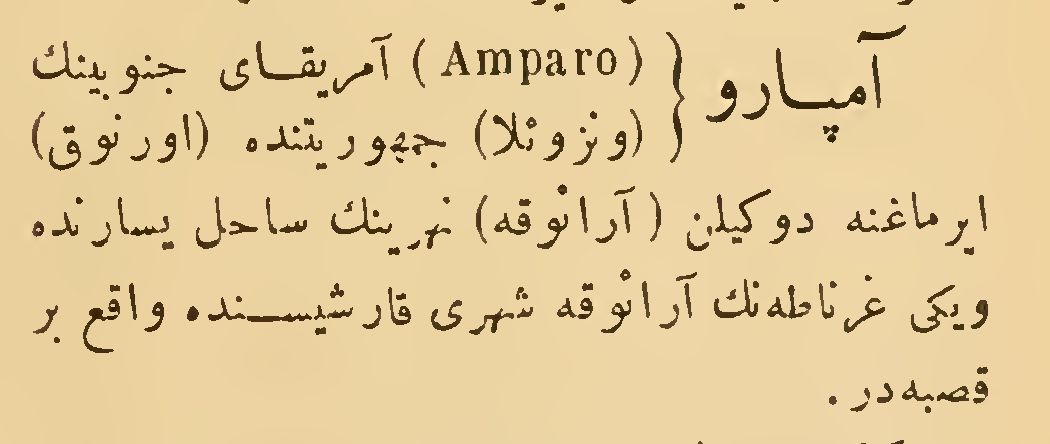 آمپارو { (Amparo) آمریقای جنوبینك
(ونزوئلا) جمهوریتنده (اورنوق)
ایرماغنه دوکیلن (آرانوقه) نهرینك ساحل یسارنده
ویکی غرناطه‌نك آرانوقه شهری قارشیسنده واقع بر
قصبه‌در .